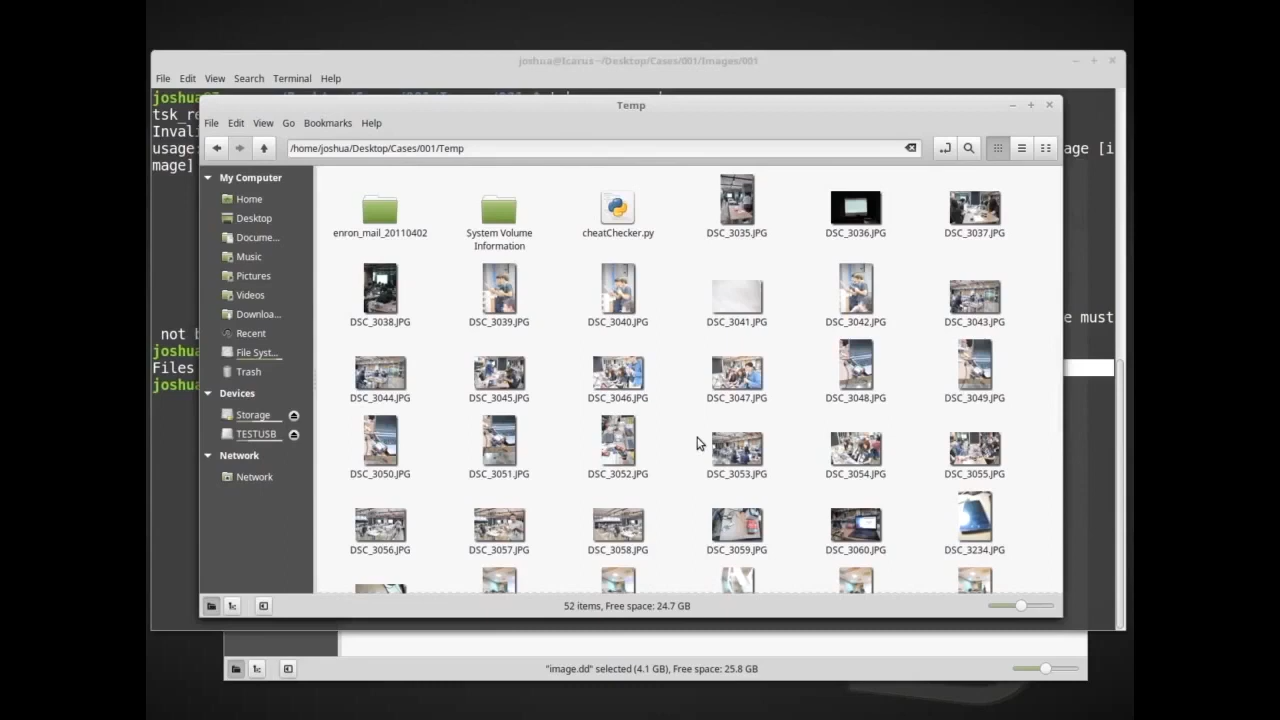 joshua@Icarus ~/Desktop/Cases/001/Images/001
File Edit View Search Terminal Help
Temp
File Edit View Go Bookmarks Help
/home/joshua/Desktop/Cases/001/Temp
tsk_re
Invali
usage:
age [i
mage]
not b
e must
joshua
Files
joshua
My Computer
Home
Desktop
Docume...
Music
Pictures
Videos
Downloa...
Recent
File Syst...
Trash
Devices
Storage
TESTUSB
Network
Network
enron_mail_20110402 System Volume Information cheatChecker.py DSC_3035.JPG DSC_3036.JPG DSC_3037.JPG
DSC_3038.JPG DSC_3039.JPG DSC_3040.JPG DSC_3041.JPG DSC_3042.JPG DSC_3043.JPG
DSC_3044.JPG DSC_3045.JPG DSC_3046.JPG DSC_3047.JPG DSC_3048.JPG DSC_3049.JPG
DSC_3050.JPG DSC_3051.JPG DSC_3052.JPG DSC_3053.JPG DSC_3054.JPG DSC_3055.JPG
DSC_3056.JPG DSC_3057.JPG DSC_3058.JPG DSC_3059.JPG DSC_3060.JPG DSC_3234.JPG
52 items, Free space: 24.7 GB
"image.dd" selected (4.1 GB), Free space: 25.8 GB